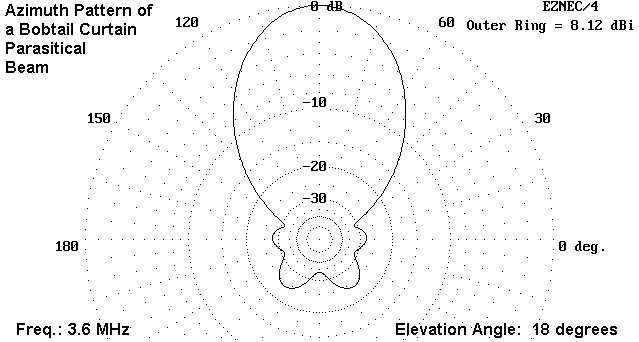 Azimuth Pattern of
a Bobtail Curtain
Parasitical
Beam
0 dB
EZNEC/4
Outer Ring = 8.12 dBi
120
60
-10
150
30
-20
-30
180
0 deg.
Freq.: 3.6 MHz
Elevation Angle: 18 degrees